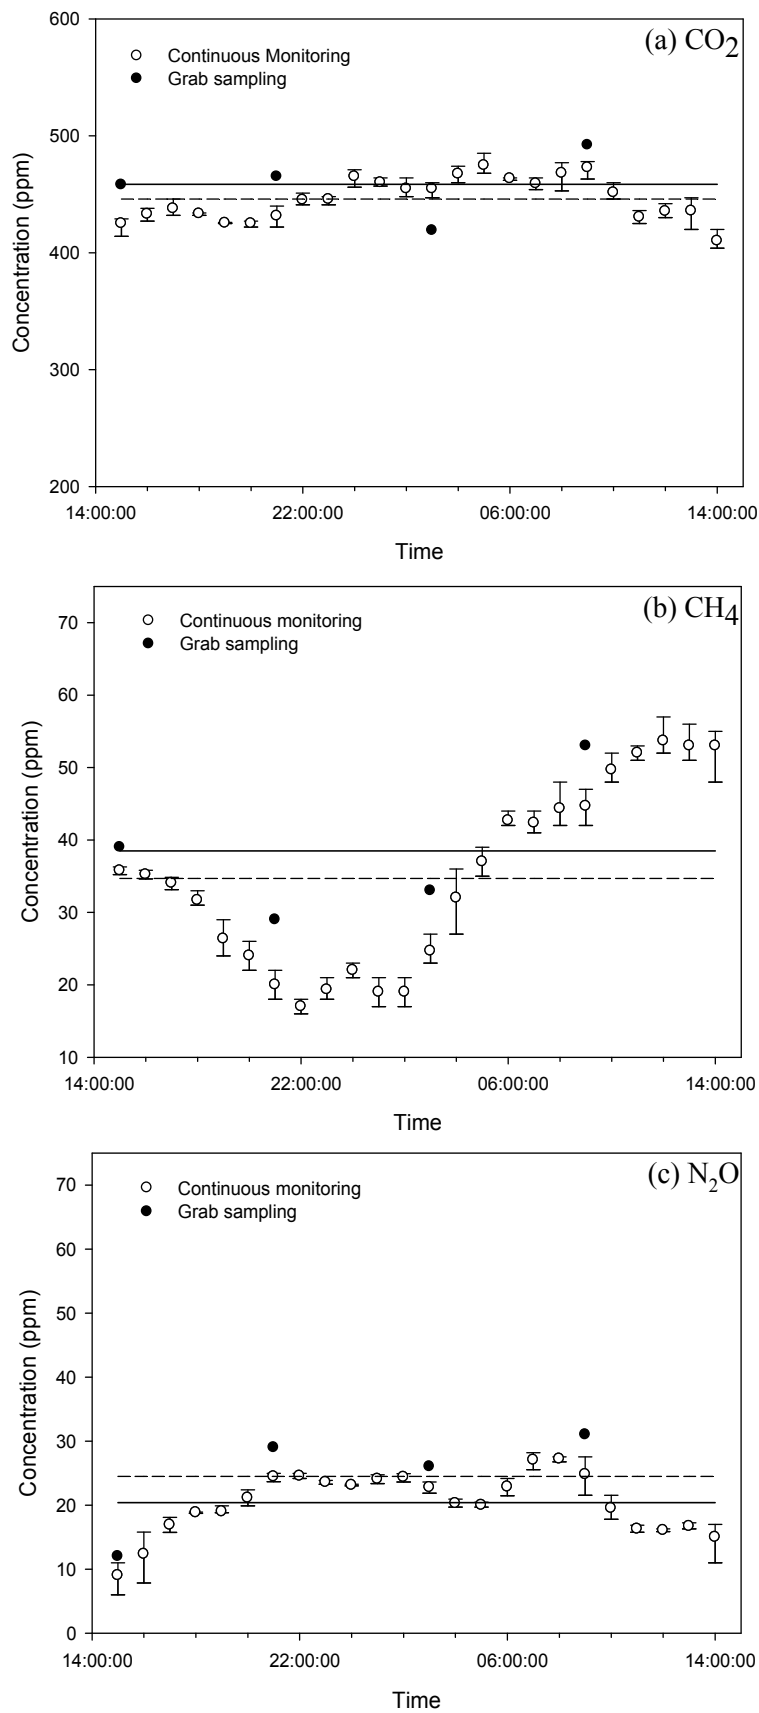 (a) CO2
Continuous Monitoring
Grab sampling
600
500
400
300
200
Concentration (ppm)
14:00:00 22:00:00 06:00:00 14:00:00
Time
(b) CH4
Continuous monitoring
Grab sampling
70
60
50
40
30
20
10
Concentration (ppm)
14:00:00 22:00:00 06:00:00 14:00:00
Time
(c) N₂O
Continuous monitoring
Grab sampling
70
60
50
40
30
20
10
0
Concentration (ppm)
14:00:00 22:00:00 06:00:00 14:00:00
Time